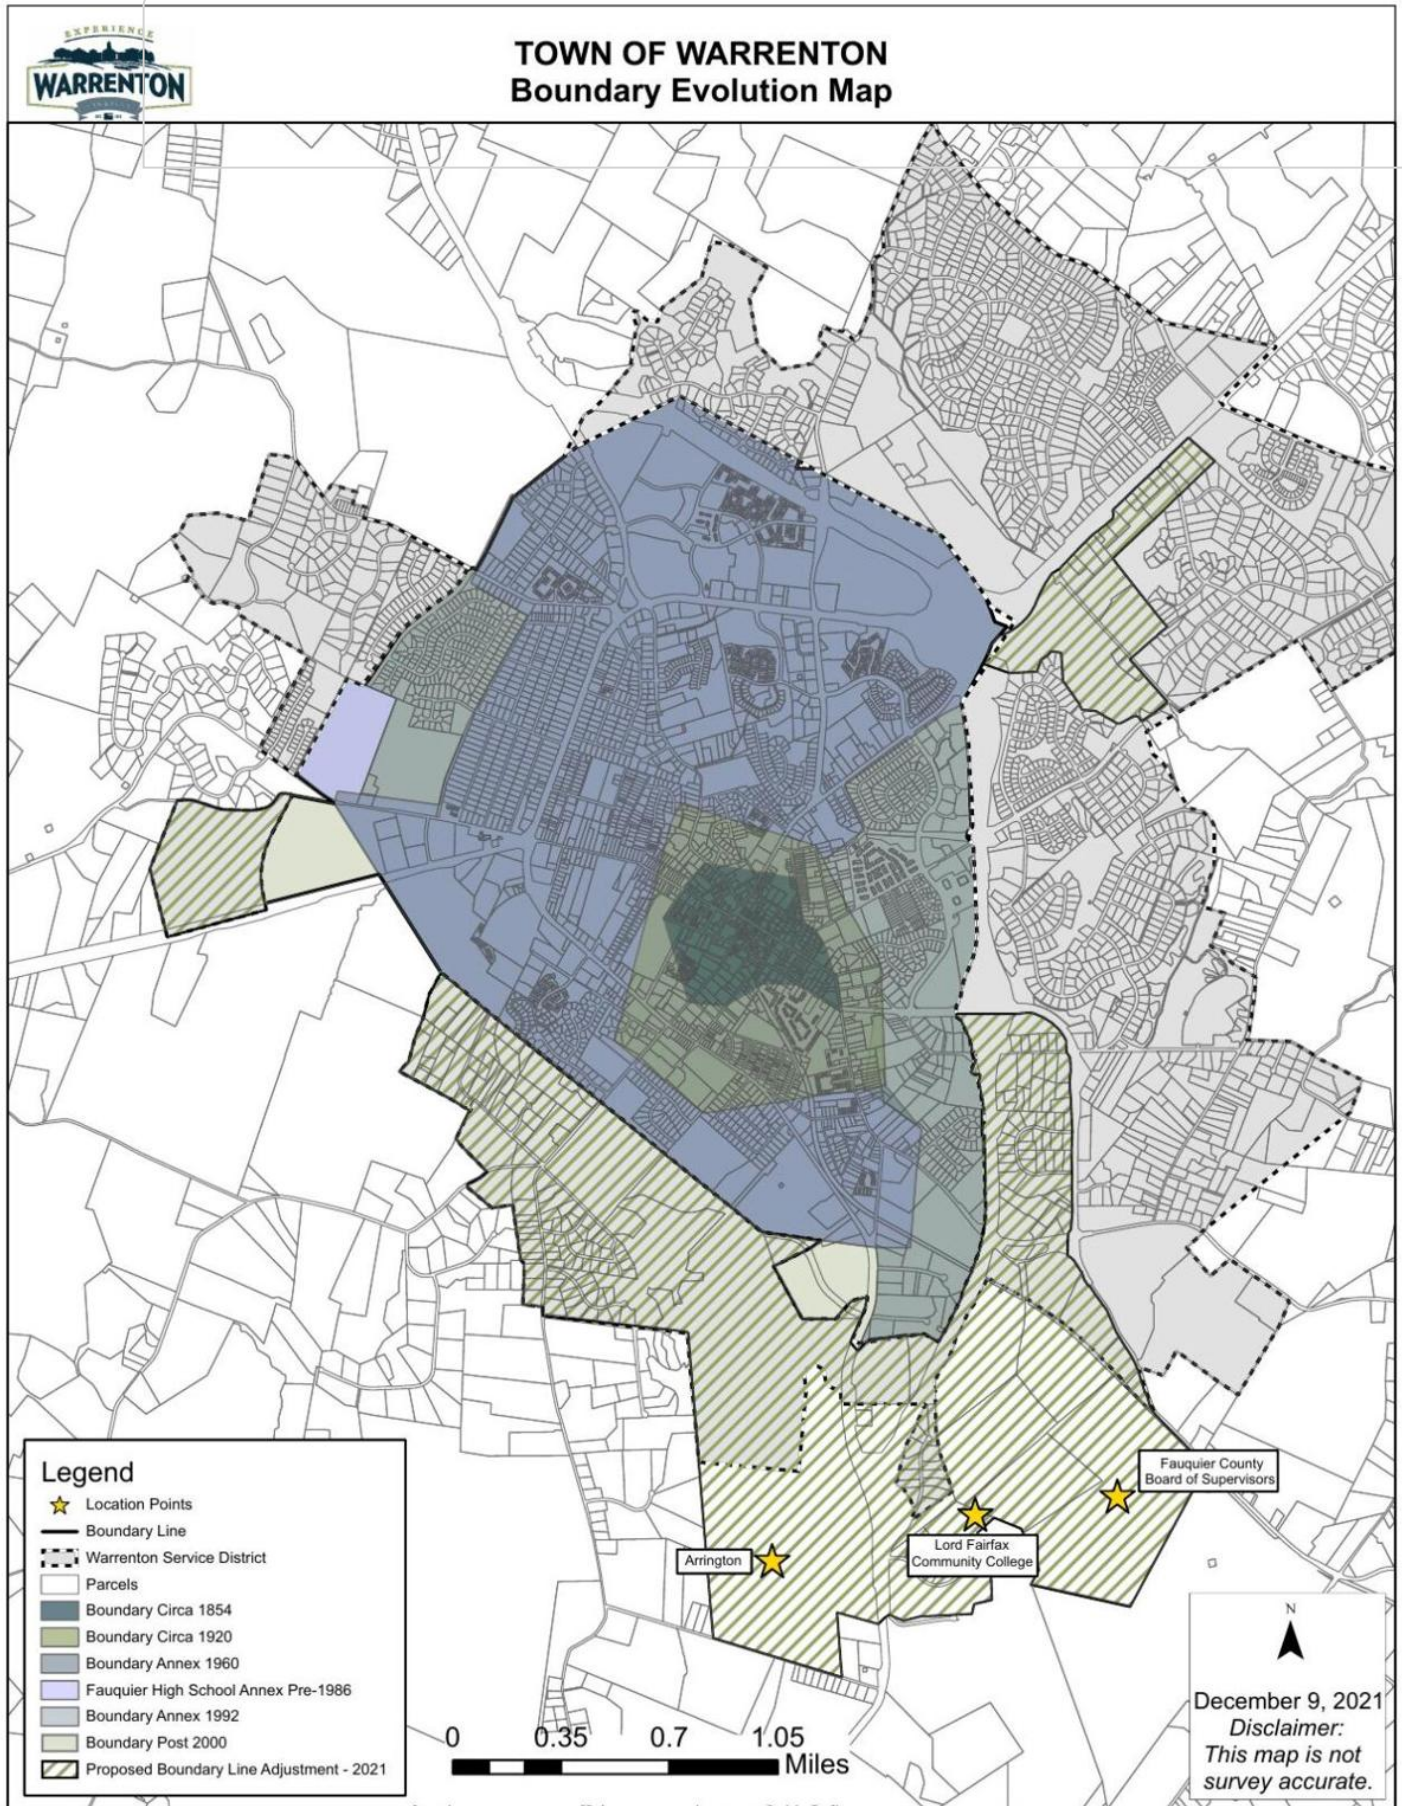 EXPERIENCE
WARRENTON
TOWN OF WARRENTON
Boundary Evolution Map
Fauquier County
Board of Supervisors
Lord Fairfax
Community College
Arrington
Legend
Location Points
Boundary Line
Warrenton Service District
Parcels
Boundary Circa 1854
Boundary Circa 1920
Boundary Annex 1960
Fauquier High School Annex Pre-1986
Boundary Annex 1992
Boundary Post 2000
Proposed Boundary Line Adjustment - 2021
0 0.35 0.7 1.05
Miles
N
December 9, 2021
Disclaimer:
This map is not
survey accurate.